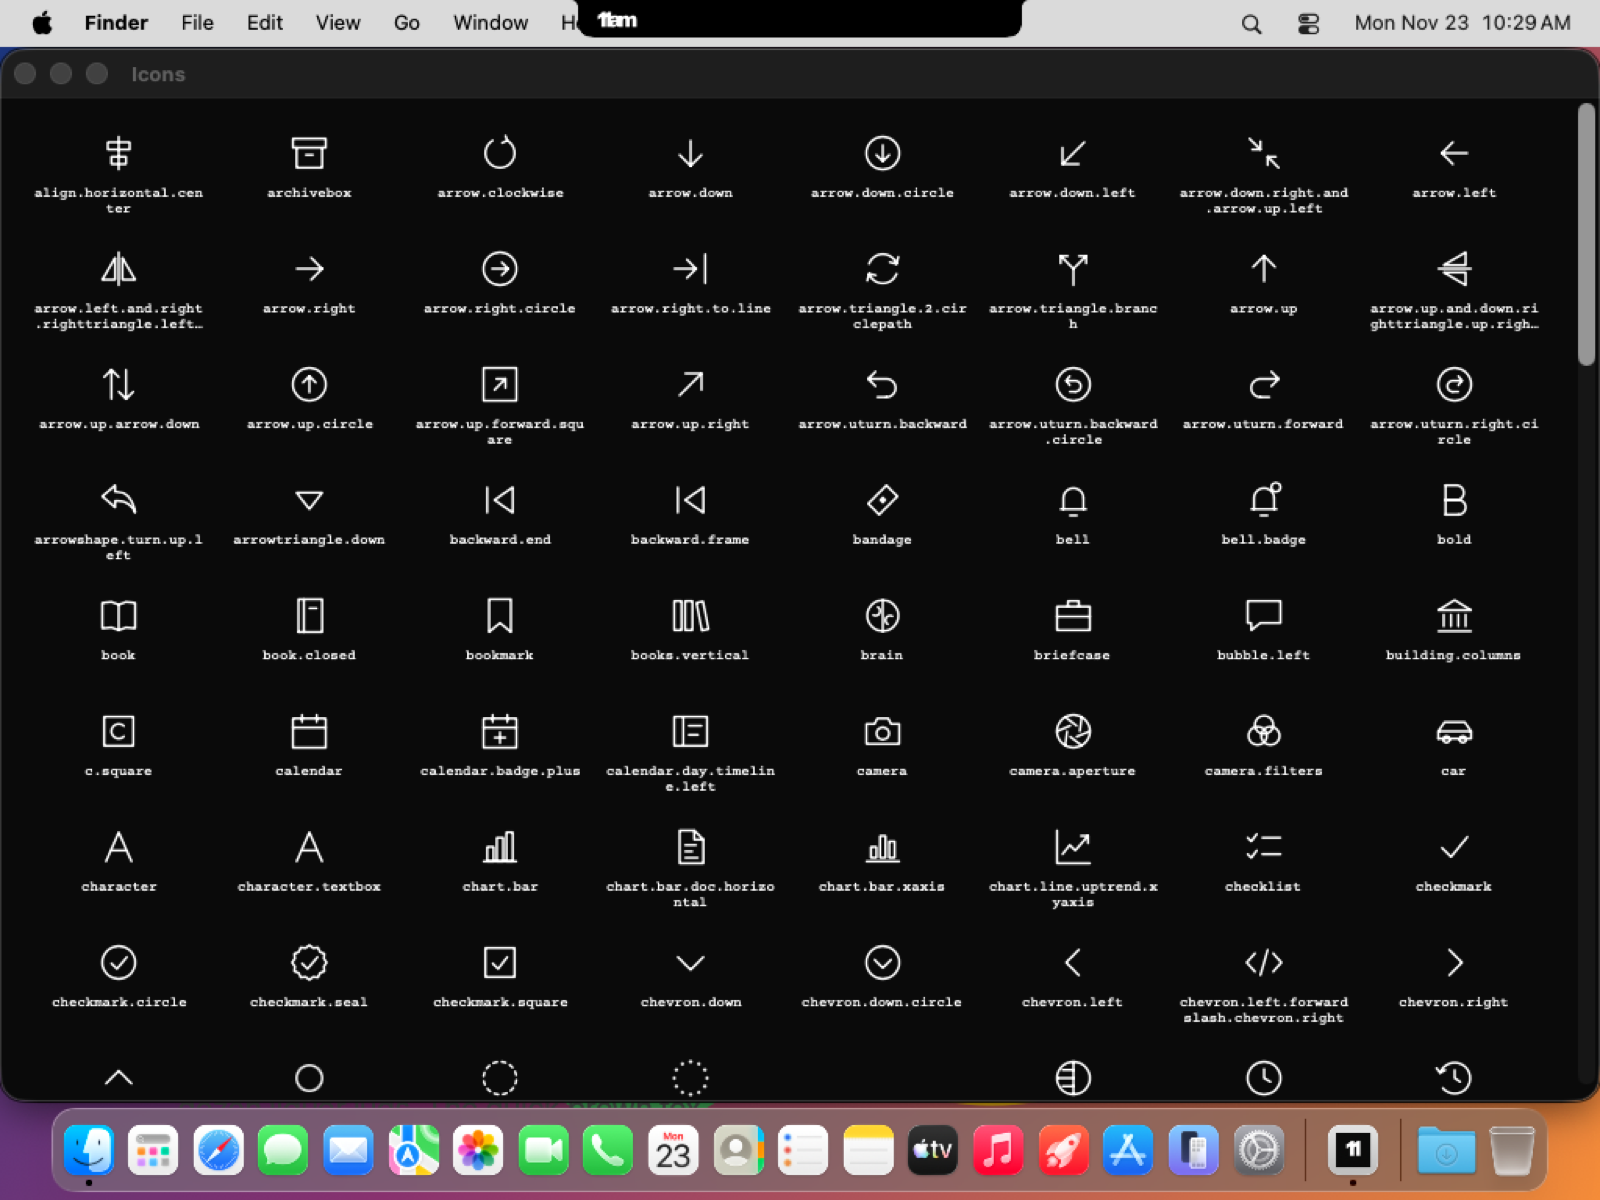 Finder File Edit View Go Window H 11am Mon Nov 23 10:29 AM
Icons
align.horizontal.cen
ter
archivebox
arrow.clockwise
arrow.down
arrow.down.circle
arrow.down.left
arrow.down.right.and
.arrow.up.left
arrow.left
arrow.left.and.right
.righttriangle.left…
arrow.right
arrow.right.circle
arrow.right.to.line
arrow.triangle.2.cir
clepath
arrow.triangle.branc
h
arrow.up
arrow.up.and.down.ri
ghttriangle.up.righ…
arrow.up.arrow.down
arrow.up.circle
arrow.up.forward.squ
are
arrow.up.right
arrow.uturn.backward
arrow.uturn.backward
.circle
arrow.uturn.forward
arrow.uturn.right.ci
rcle
arrowshape.turn.up.l
eft
arrowtriangle.down
backward.end
backward.frame
bandage
bell
bell.badge
B
bold
book
book.closed
bookmark
books.vertical
brain
briefcase
bubble.left
building.columns
C
c.square
calendar
calendar.badge.plus
calendar.day.timelin
e.left
camera
camera.aperture
camera.filters
car
A
character
A
character.textbox
chart.bar
chart.bar.doc.horizo
ntal
chart.bar.xaxis
chart.line.uptrend.x
yaxis
checklist
checkmark
checkmark.circle
checkmark.seal
checkmark.square
chevron.down
chevron.down.circle
chevron.left
chevron.left.forward
slash.chevron.right
chevron.right
Mon
23
tv
11